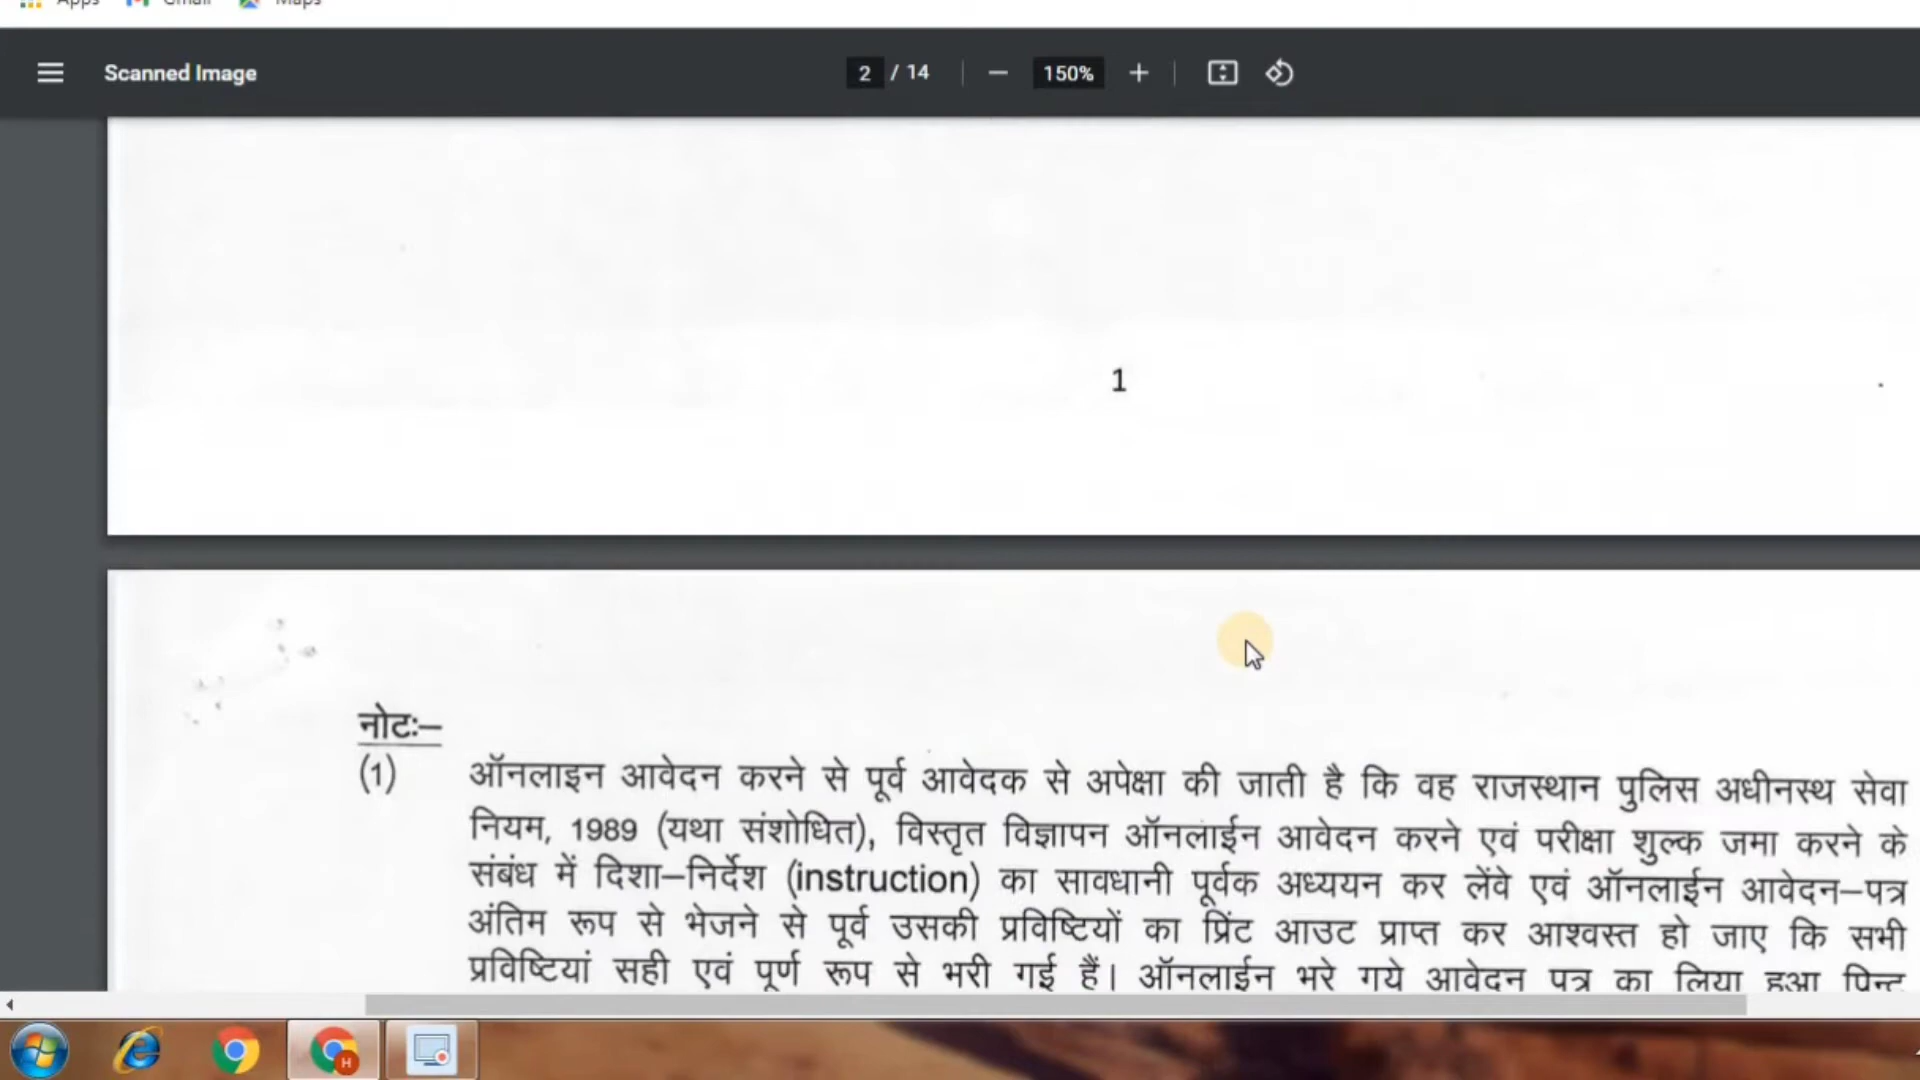 Apps Gmail Maps
Scanned Image 2 / 14 150%
1
नोटः–
(1) ऑनलाइन आवेदन करने से पूर्व आवेदक से अपेक्षा की जाती है कि वह राजस्थान पुलिस अधीनस्थ सेवा
नियम, 1989 (यथा संशोधित), विस्तृत विज्ञापन ऑनलाईन आवेदन करने एवं परीक्षा शुल्क जमा करने के
संबंध में दिशा–निर्देश (instruction) का सावधानी पूर्वक अध्ययन कर लेंवे एवं ऑनलाईन आवेदन–पत्र
अंतिम रूप से भेजने से पूर्व उसकी प्रविष्टियों का प्रिंट आउट प्राप्त कर आश्वस्त हो जाए कि सभी
प्रविष्टियां सही एवं पूर्ण रूप से भरी गई हैं। ऑनलाईन भरे गये आवेदन पत्र का लिया हुआ प्रिन्ट
H